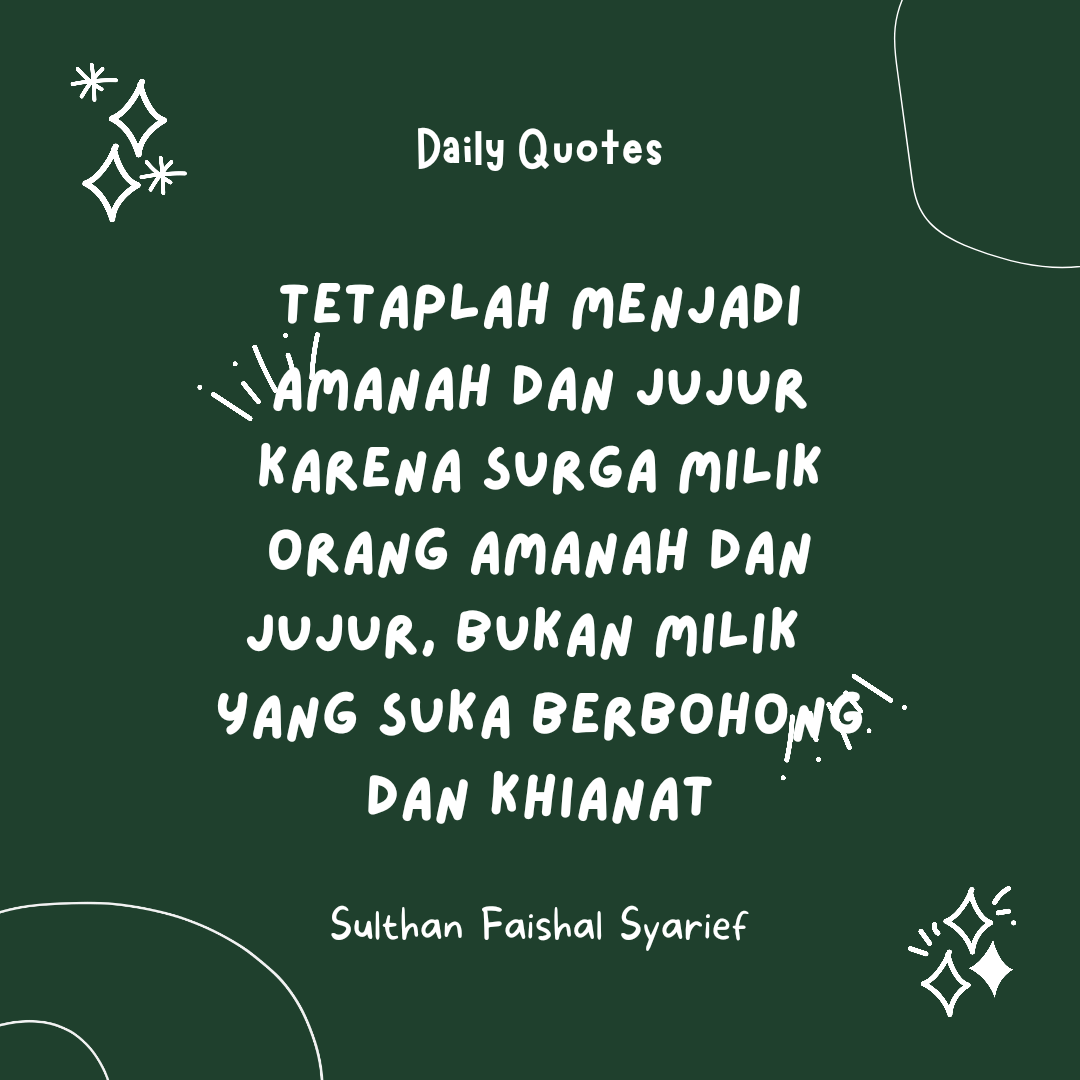 Daily Quotes
TETAPLAH MENJADI
AMANAH DAN JUJUR
KARENA SURGA MILIK
ORANG AMANAH DAN
JUJUR, BUKAN MILIK
YANG SUKA BERBOHONG
DAN KHIANAT
Sulthan Faishal Syarief